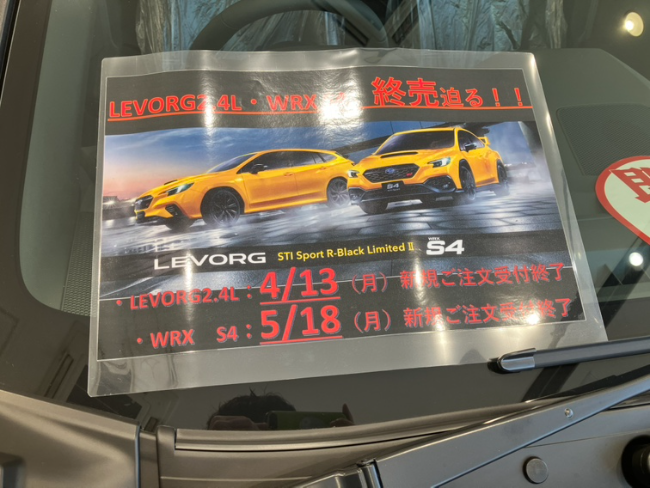 LEVORG2.4L・WRX 終売迫る！！
S4
LEVORG STI Sport R-Black Limited Ⅱ WRX S4
・LEVORG2.4L：4/13（月）新規ご注文受付終了
・WRX S4：5/18（月）新規ご注文受付終了